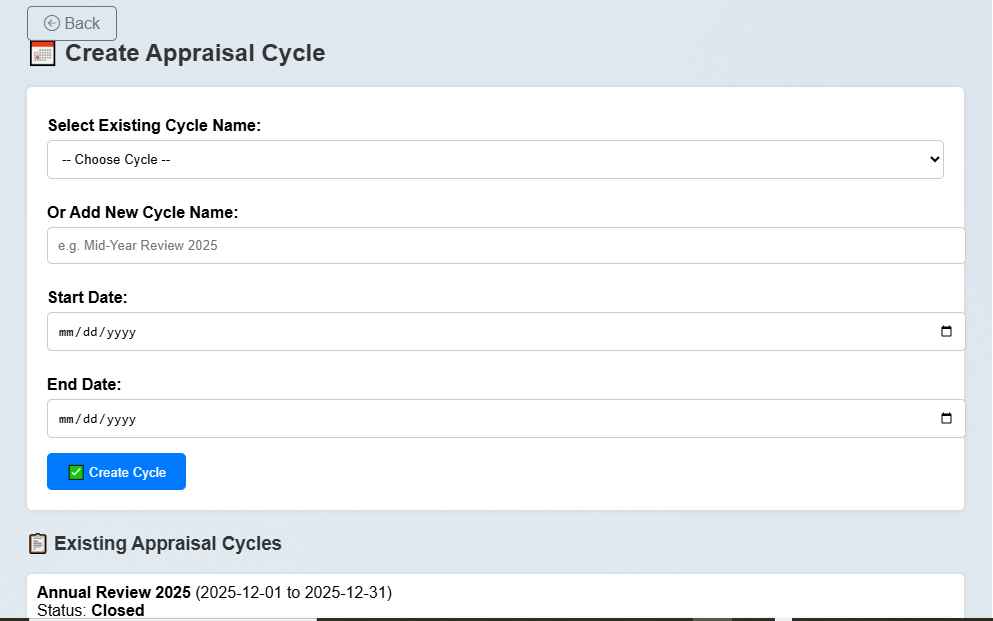 Back
Create Appraisal Cycle
Select Existing Cycle Name:
-- Choose Cycle --
Or Add New Cycle Name:
e.g. Mid-Year Review 2025
Start Date:
mm/dd/yyyy
End Date:
mm/dd/yyyy
Create Cycle
Existing Appraisal Cycles
Annual Review 2025 (2025-12-01 to 2025-12-31)
Status: Closed